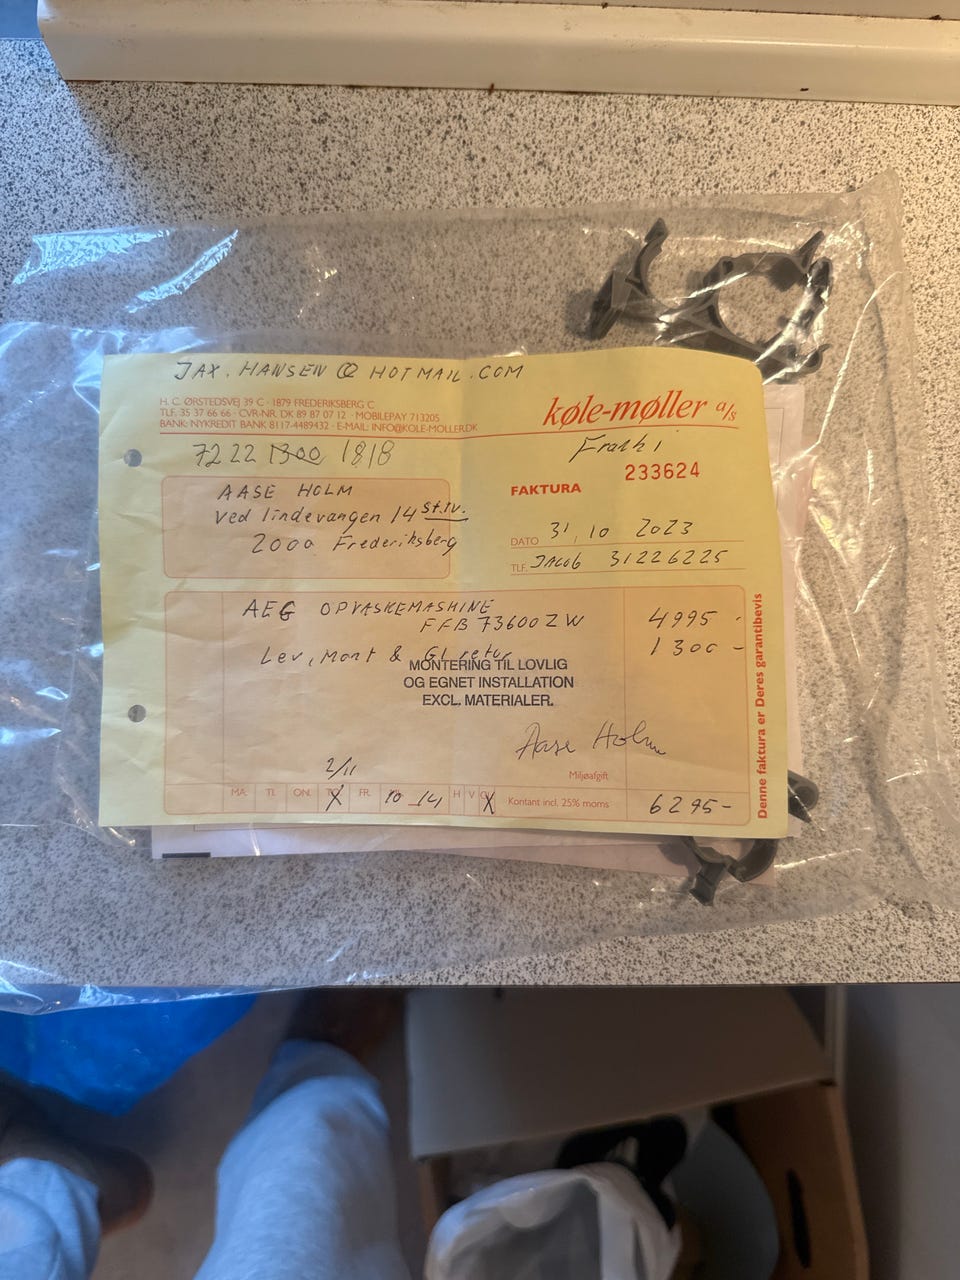 JAX.HANSEN@HOTMAIL.COM
H. C. ØRSTEDSVEJ 39 C · 1879 FREDERIKSBERG C
TLF. 35 37 66 66 · CVR-NR. DK 89 87 07 12 · MOBILEPAY 713205
BANK: NYKREDIT BANK 8117-4489432 · E-MAIL: INFO@KOLE-MOLLER.DK
køle-møller a/s
7222 1300 1818
233624
FAKTURA
AASE HOLM
Ved lindevangen 14 st.tv.
2000 Frederiksberg
DATO 31,10 2023
TLF. JACOB 31226225
AEG OPVASKEMASHINE
FFB 73600ZW 4995.-
Lev, Mont & Gl retur 1300-
MONTERING TIL LOVLIG
OG EGNET INSTALLATION
EXCL. MATERIALER.
Aase Holm
2/11
Miljøafgift
MA. TI. ON. TO. FR. 10 14 H V
Kontant incl. 25% moms 6295-
Denne faktura er Deres garantibevis